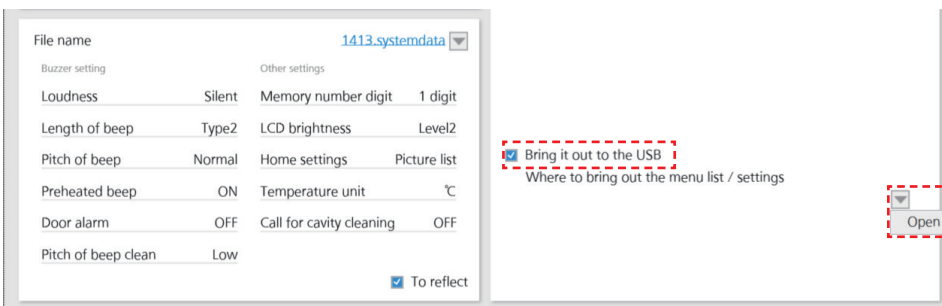 File name 1413.systemdata
Buzzer setting Other settings
Loudness Silent Memory number digit 1 digit
Length of beep Type2 LCD brightness Level2
Pitch of beep Normal Home settings Picture list
Preheated beep ON Temperature unit ℃
Door alarm OFF Call for cavity cleaning OFF
Pitch of beep clean Low
To reflect
Bring it out to the USB
Where to bring out the menu list / settings
Open